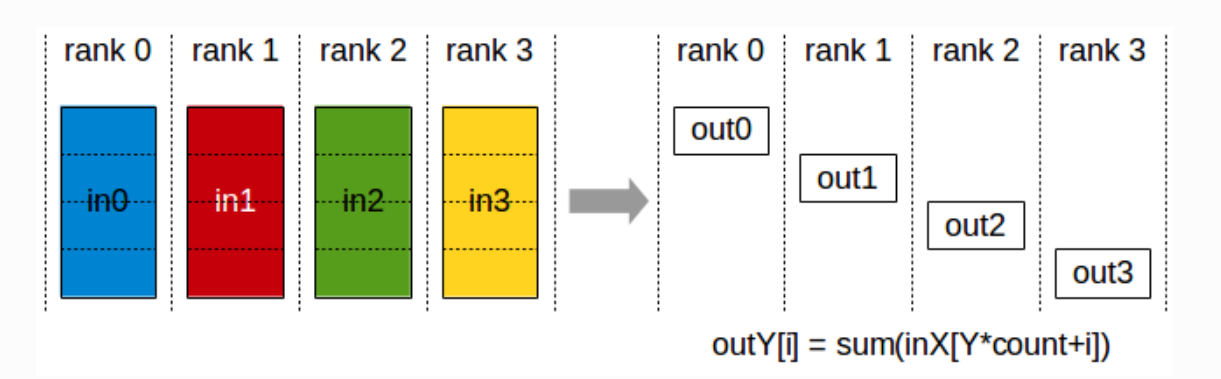 rank 0 rank 1 rank 2 rank 3 rank 0 rank 1 rank 2 rank 3
out0
out1
in0 in1 in2 in3
out2
out3
outY[i] = sum(inX[Y*count+i])